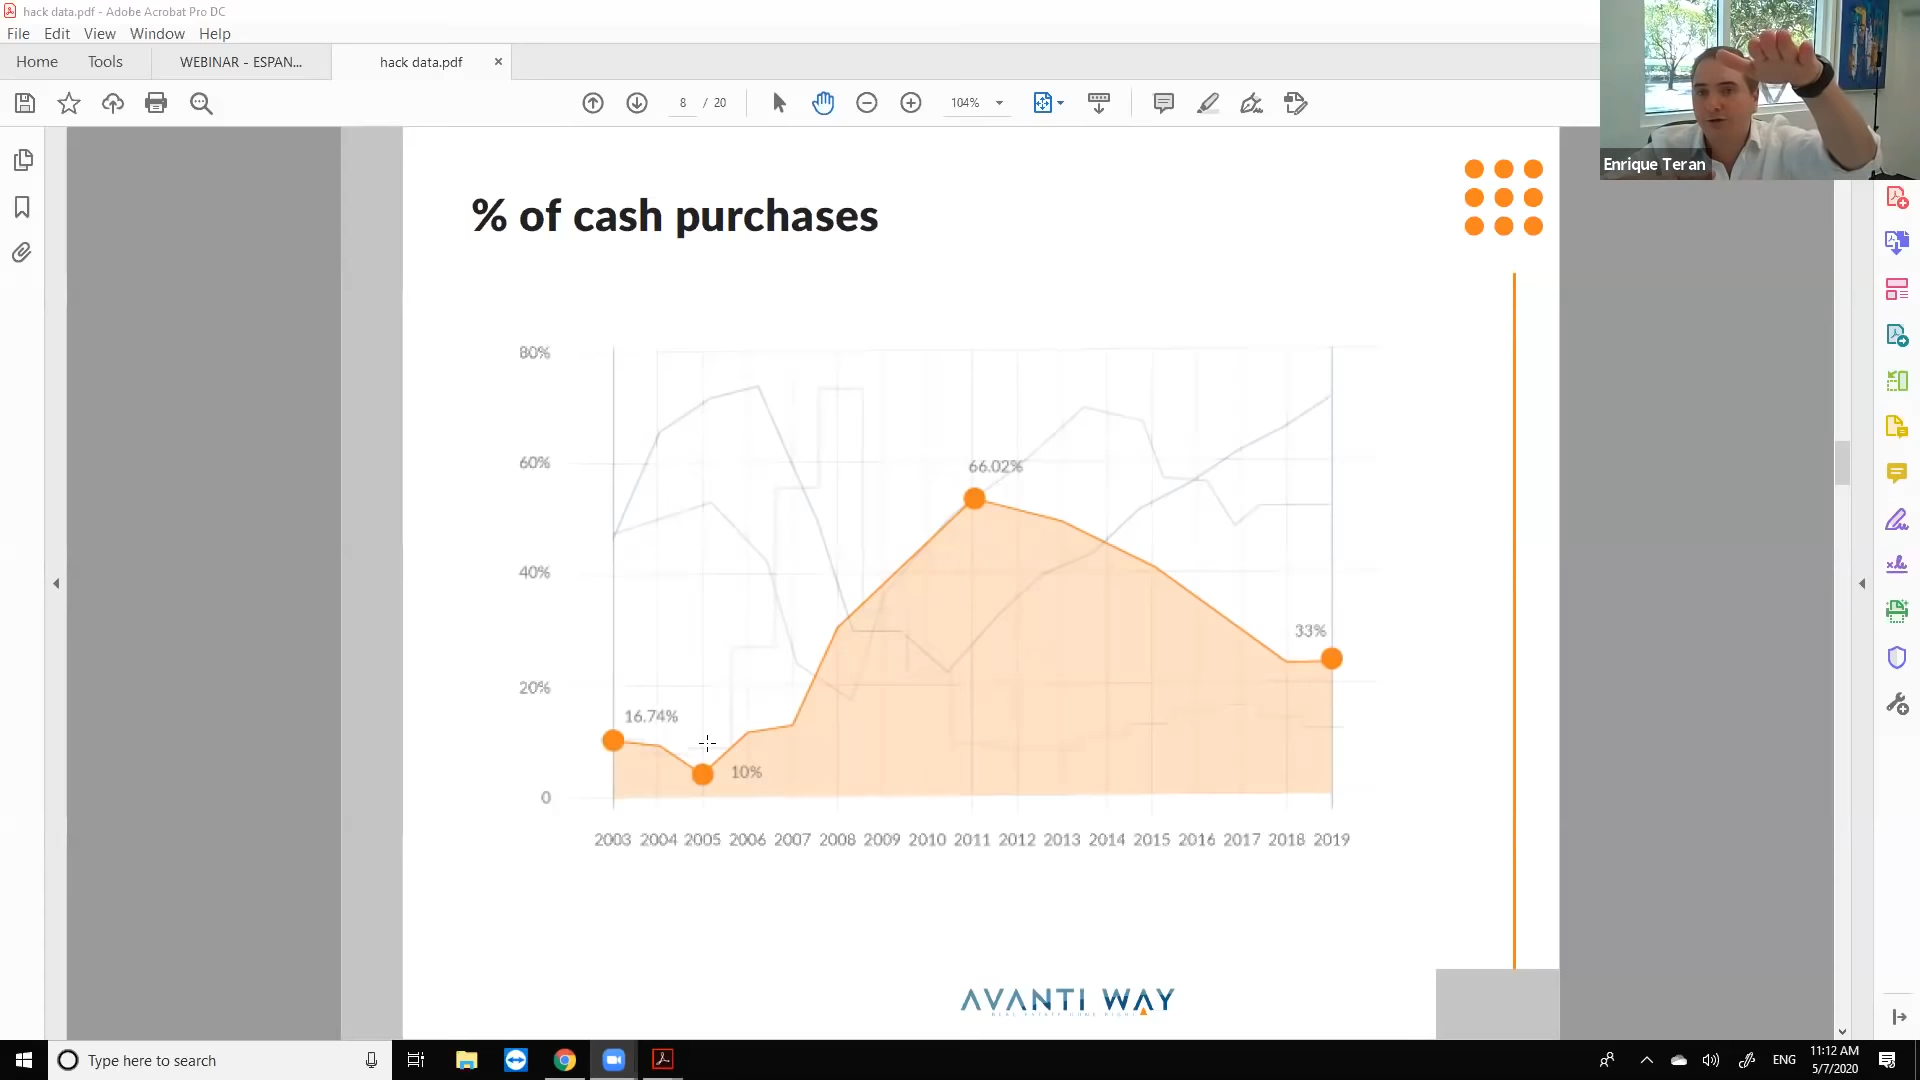 hack data.pdf - Adobe Acrobat Pro DC
File Edit View Window Help
Home Tools WEBINAR - ESPAN... hack data.pdf ×
8 / 20 104%
Enrique Teran
% of cash purchases
80%
60%
40%
20%
0
66.02%
33%
16.74%
10%
2003 2004 2005 2006 2007 2008 2009 2010 2011 2012 2013 2014 2015 2016 2017 2018 2019
AVANTI WAY
Type here to search
ENG
11:12 AM
5/7/2020